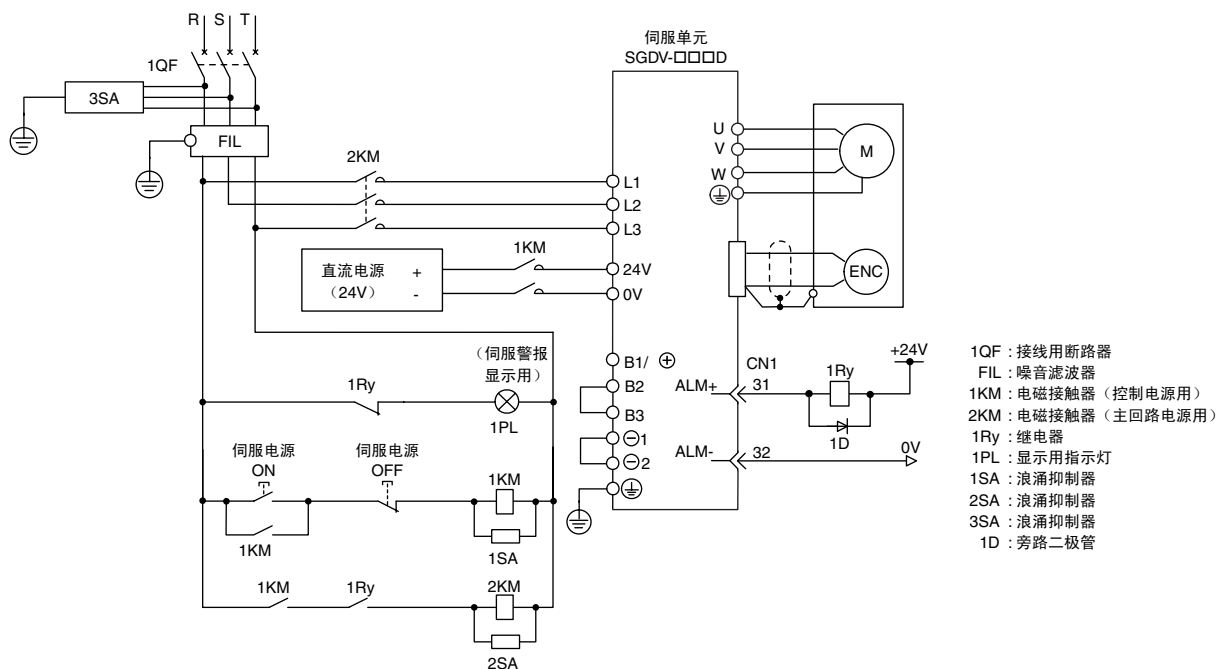 R S T
1QF
3SA
FIL
伺服单元
SGDV-□□□D
U
V
W
M
2KM
L1
L2
L3
1KM
直流电源 +
（24V） -
24V
0V
ENC
（伺服警报
显示用）
1Ry
1PL
B1/ ⊕
B2
B3
⊖1
⊖2
CN1
ALM+ 31
1Ry
+24V
1D
ALM- 32
0V
伺服电源
ON
伺服电源
OFF
1KM
1KM
1SA
1KM
1Ry
2KM
2SA
1QF : 接线用断路器
FIL : 噪音滤波器
1KM : 电磁接触器（控制电源用）
2KM : 电磁接触器（主回路电源用）
1Ry : 继电器
1PL : 显示用指示灯
1SA : 浪涌抑制器
2SA : 浪涌抑制器
3SA : 浪涌抑制器
1D : 旁路二极管